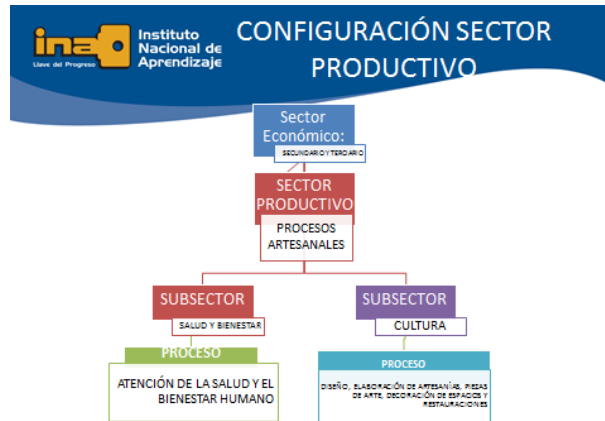 ina
Llave del Progreso
Instituto
Nacional de
Aprendizaje
CONFIGURACIÓN SECTOR
PRODUCTIVO
Sector
Económico:
SECUNDARIO Y TERCIARIO
SECTOR
PRODUCTIVO
PROCESOS
ARTESANALES
SUBSECTOR
SALUD Y BIENESTAR
PROCESO
ATENCIÓN DE LA SALUD Y EL
BIENESTAR HUMANO
SUBSECTOR
CULTURA
PROCESO
DISEÑO, ELABORACIÓN DE ARTESANÍAS, PIEZAS
DE ARTE, DECORACIÓN DE ESPACIOS Y
RESTAURACIONES